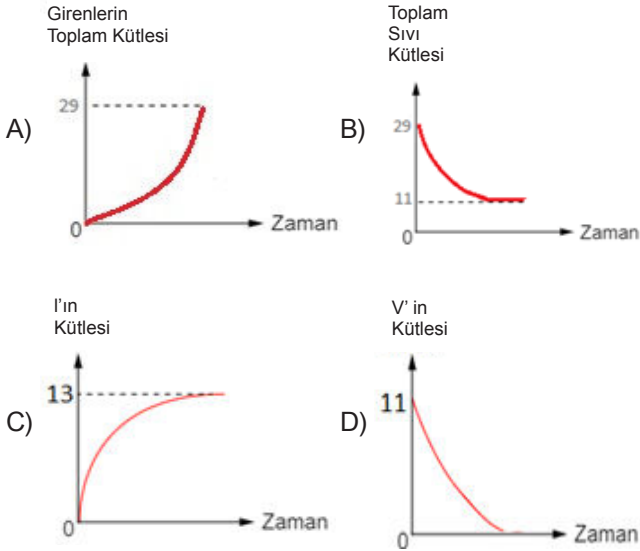 Girenlerin
Toplam Kütlesi
A)
29
0
Zaman
Toplam
Sıvı
Kütlesi
B)
29
11
0
Zaman
I'ın
Kütlesi
C)
13
0
Zaman
V' in
Kütlesi
D)
11
0
Zaman